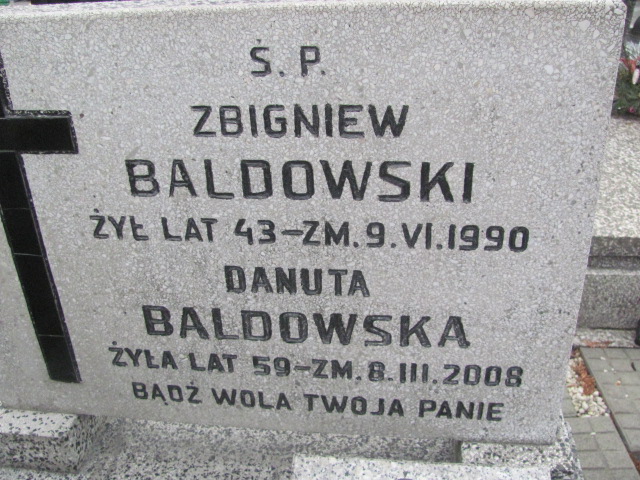 Ś. P.
ZBIGNIEW
BALDOWSKI
ŻYŁ LAT 43-ZM. 9. VI. 1990
DANUTA
BALDOWSKA
ŻYŁA LAT 59-ZM. 8. III. 2008
BĄDŹ WOLA TWOJA PANIE